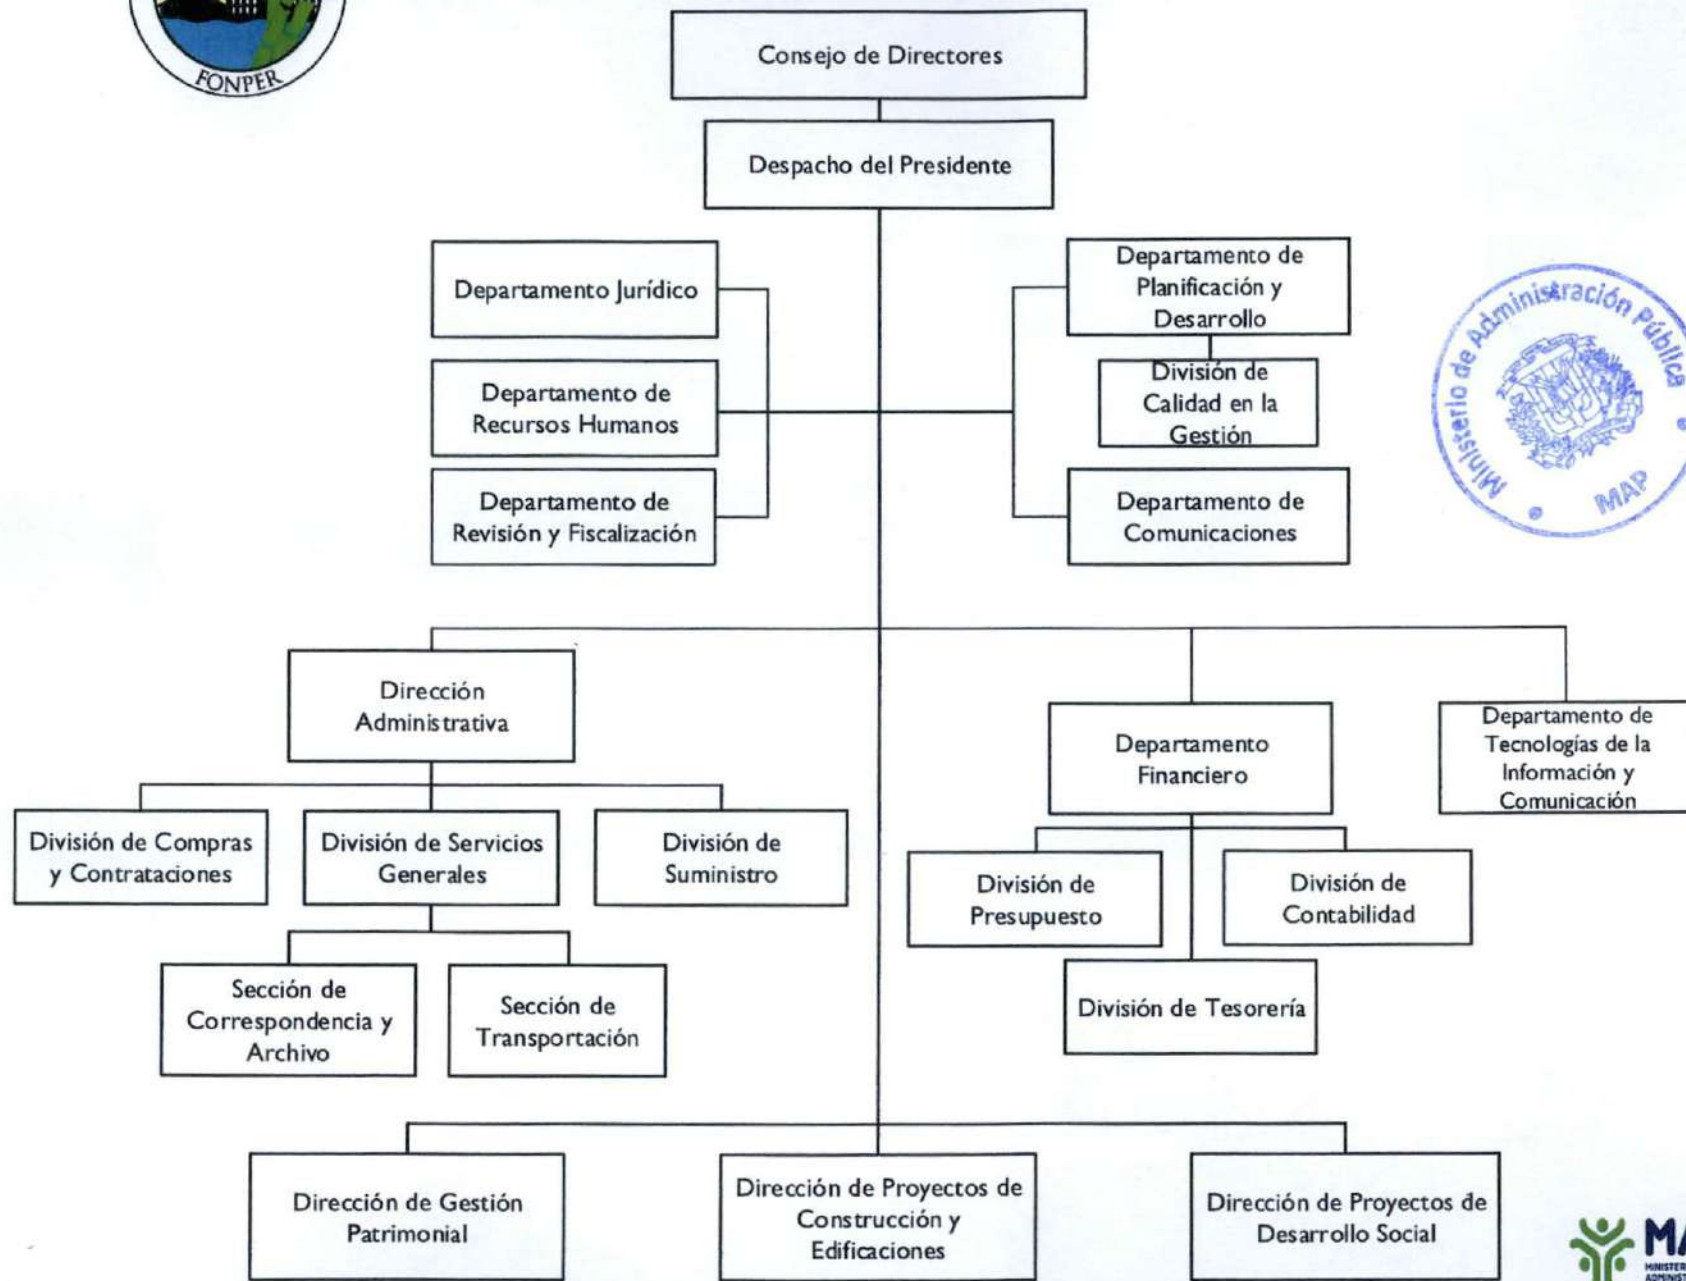 FONPER
Consejo de Directores
Despacho del Presidente
Departamento Jurídico
Departamento de
Planificación y
Desarrollo
Departamento de
Recursos Humanos
División de
Calidad en la
Gestión
Departamento de
Revisión y Fiscalización
Departamento de
Comunicaciones
Ministerio de Administración Pública
MAP
Dirección
Administrativa
Departamento
Financiero
Departamento de
Tecnologías de la
Información y
Comunicación
División de Compras
y Contrataciones
División de Servicios
Generales
División de
Suministro
División de
Presupuesto
División de
Contabilidad
Sección de
Correspondencia y
Archivo
Sección de
Transportación
División de Tesorería
Dirección de Gestión
Patrimonial
Dirección de Proyectos de
Construcción y
Edificaciones
Dirección de Proyectos de
Desarrollo Social